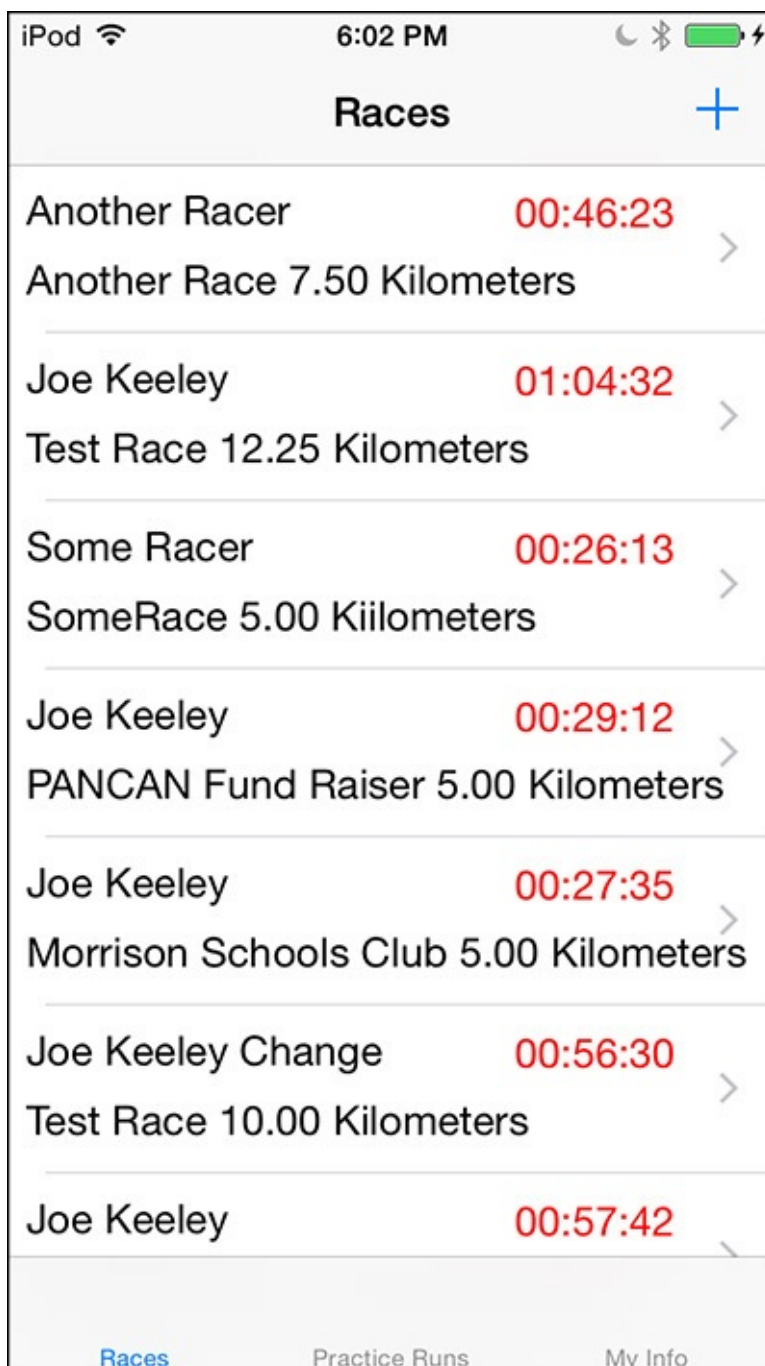 iPod 6:02 PM
Races +
Another Racer 00:46:23
Another Race 7.50 Kilometers
Joe Keeley 01:04:32
Test Race 12.25 Kilometers
Some Racer 00:26:13
SomeRace 5.00 Kiilometers
Joe Keeley 00:29:12
PANCAN Fund Raiser 5.00 Kilometers
Joe Keeley 00:27:35
Morrison Schools Club 5.00 Kilometers
Joe Keeley Change 00:56:30
Test Race 10.00 Kilometers
Joe Keeley 00:57:42
Races Practice Runs My Info